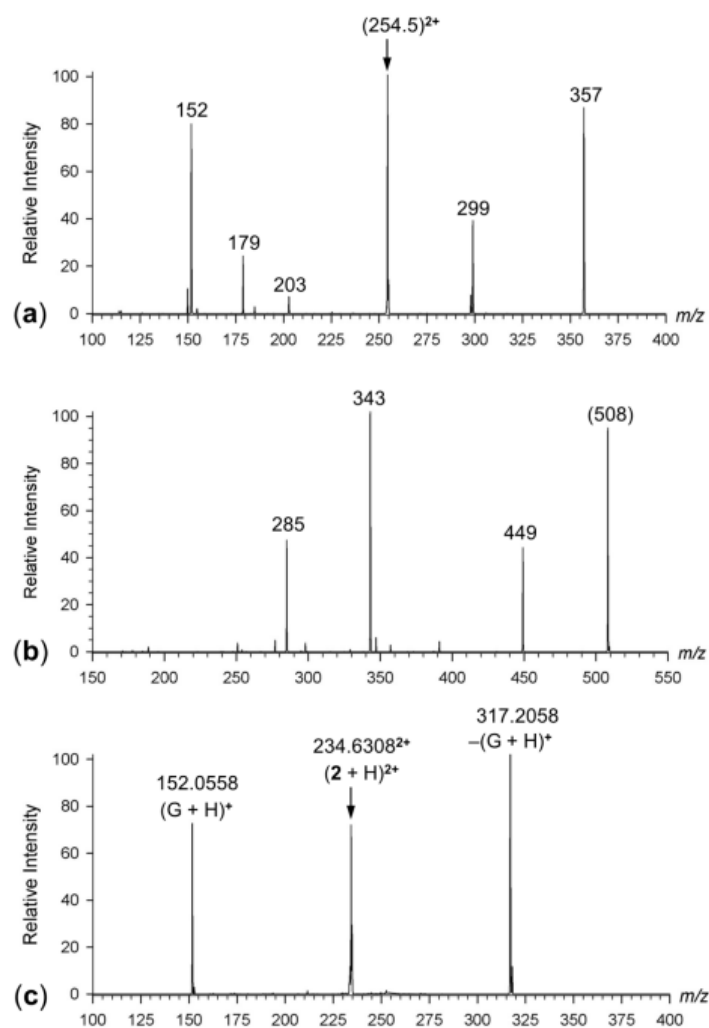 (254.5)2+
100
357
152
80
Relative Intensity
60
299
40
179
20
203
0
(a)
m/z
100 125 150 175 200 225 250 275 300 325 350 375 400
343
(508)
100
80
Relative Intensity
60
285
449
40
20
0
(b)
m/z
150 200 250 300 350 400 450 500 550
317.2058
–(G + H)+
234.63082+
(2 + H)2+
152.0558
(G + H)+
100
80
Relative Intensity
60
40
20
0
(c)
m/z
100 125 150 175 200 225 250 275 300 325 350 375 400